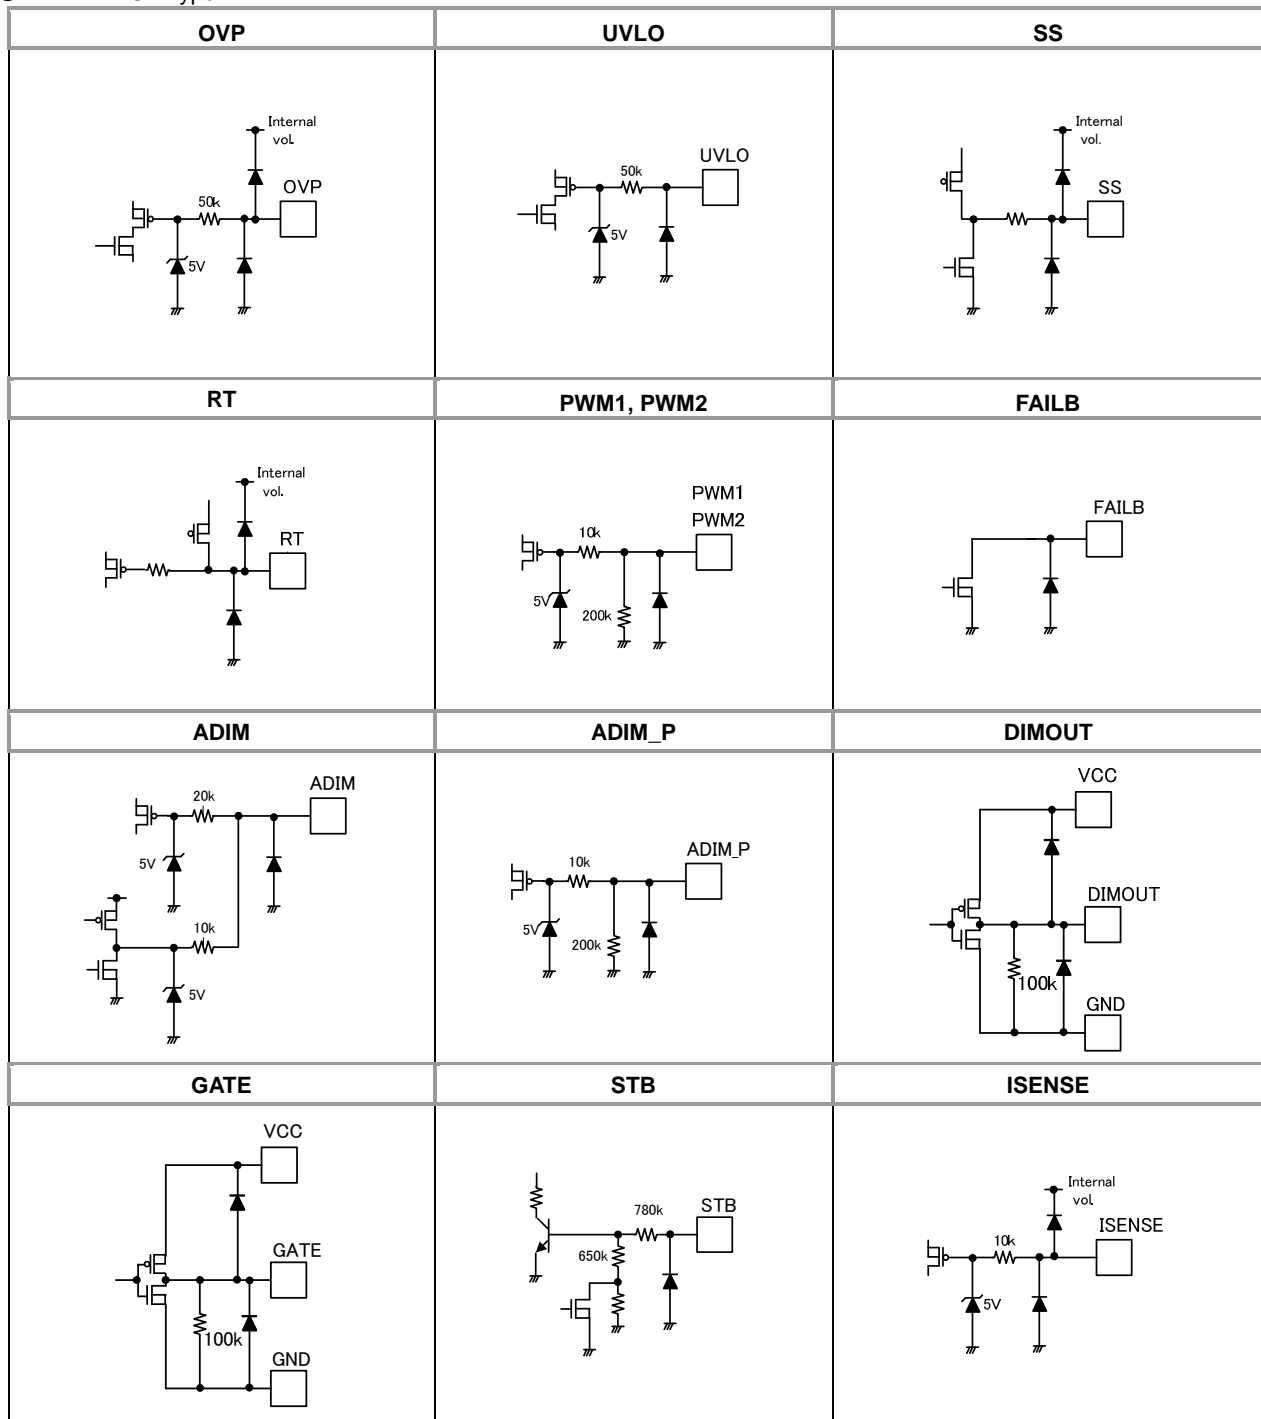 OVP
UVLO
SS
Internal
vol.
50k
OVP
5V
50k
UVLO
5V
Internal
vol.
SS
RT
PWM1, PWM2
FAILB
Internal
vol.
RT
PWM1
PWM2
10k
5V
200k
FAILB
ADIM
ADIM_P
DIMOUT
20k
ADIM
5V
10k
5V
10k
ADIM_P
5V
200k
VCC
DIMOUT
100k
GND
GATE
STB
ISENSE
VCC
GATE
100k
GND
780k
STB
650k
Internal
vol.
ISENSE
10k
5V